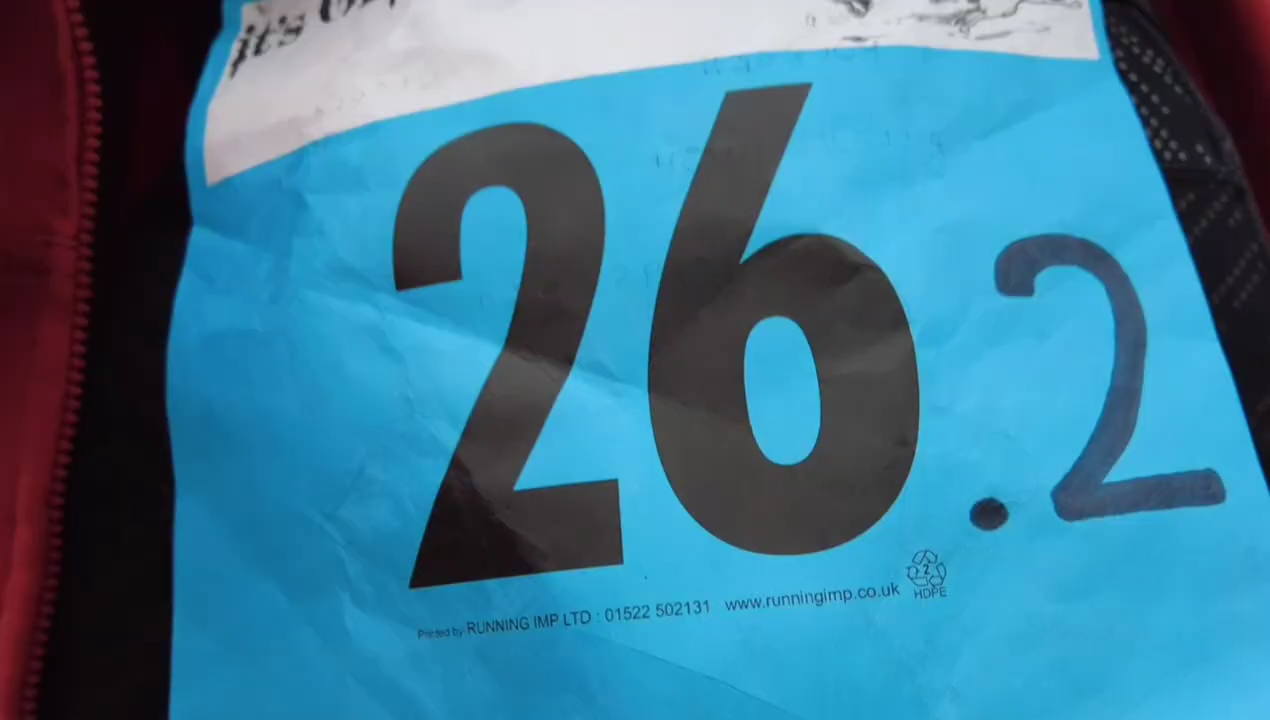 it's
26.2
Printed by RUNNING IMP LTD : 01522 502131 www.runningimp.co.uk
2
HDPE